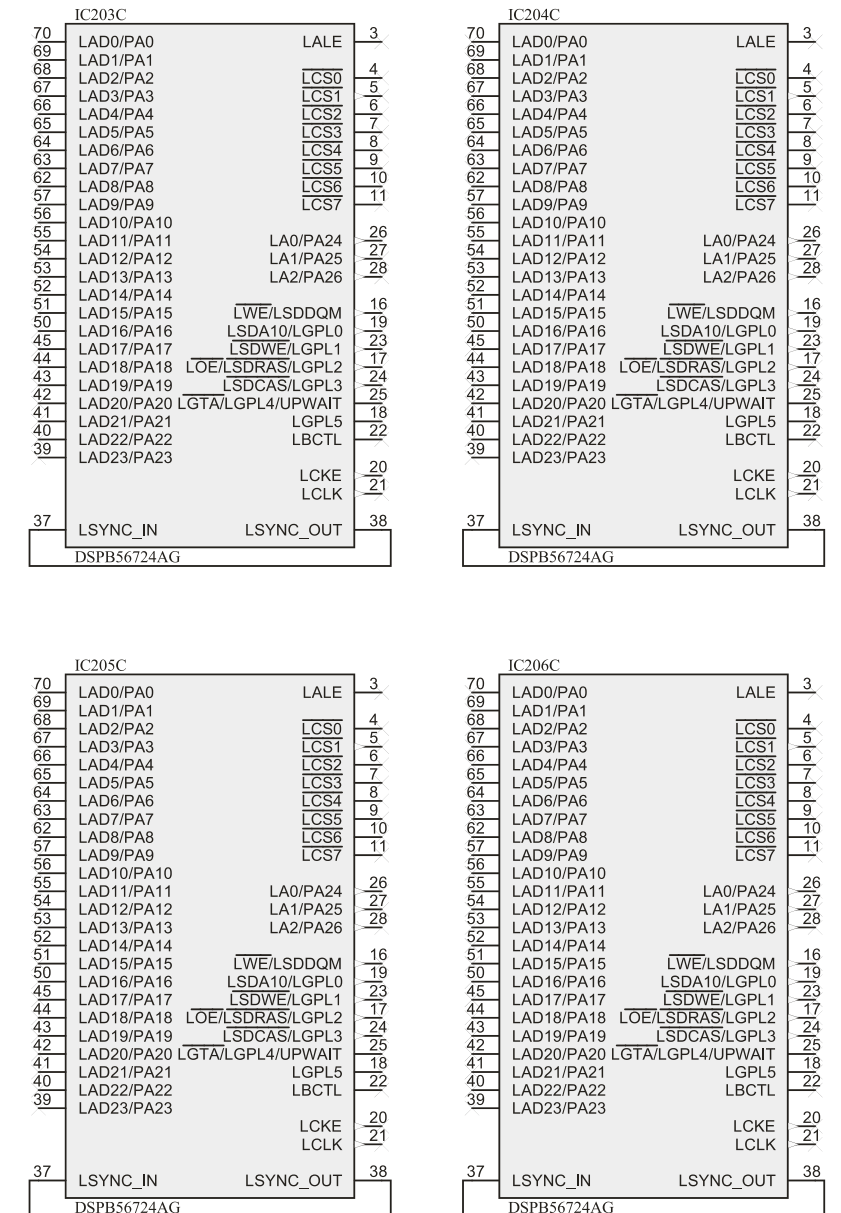 IC203C
70 LAD0/PA0 LALE 3
69 LAD1/PA1
68 LAD2/PA2 LCS0 4
67 LAD3/PA3 LCS1 5
66 LAD4/PA4 LCS2 6
65 LAD5/PA5 LCS3 7
64 LAD6/PA6 LCS4 8
63 LAD7/PA7 LCS5 9
62 LAD8/PA8 LCS6 10
57 LAD9/PA9 LCS7 11
56 LAD10/PA10
55 LAD11/PA11 LA0/PA24 26
54 LAD12/PA12 LA1/PA25 27
53 LAD13/PA13 LA2/PA26 28
52 LAD14/PA14
51 LAD15/PA15 LWE/LSDDQM 16
50 LAD16/PA16 LSDA10/LGPL0 19
45 LAD17/PA17 LSDWE/LGPL1 23
44 LAD18/PA18 LOE/LSDRAS/LGPL2 17
43 LAD19/PA19 LSDCAS/LGPL3 24
42 LAD20/PA20 LGTA/LGPL4/UPWAIT 25
41 LAD21/PA21 LGPL5 18
40 LAD22/PA22 LBCTL 22
39 LAD23/PA23
LCKE 20
LCLK 21
37 LSYNC_IN LSYNC_OUT 38
DSPB56724AG
IC204C
70 LAD0/PA0 LALE 3
69 LAD1/PA1
68 LAD2/PA2 LCS0 4
67 LAD3/PA3 LCS1 5
66 LAD4/PA4 LCS2 6
65 LAD5/PA5 LCS3 7
64 LAD6/PA6 LCS4 8
63 LAD7/PA7 LCS5 9
62 LAD8/PA8 LCS6 10
57 LAD9/PA9 LCS7 11
56 LAD10/PA10
55 LAD11/PA11 LA0/PA24 26
54 LAD12/PA12 LA1/PA25 27
53 LAD13/PA13 LA2/PA26 28
52 LAD14/PA14
51 LAD15/PA15 LWE/LSDDQM 16
50 LAD16/PA16 LSDA10/LGPL0 19
45 LAD17/PA17 LSDWE/LGPL1 23
44 LAD18/PA18 LOE/LSDRAS/LGPL2 17
43 LAD19/PA19 LSDCAS/LGPL3 24
42 LAD20/PA20 LGTA/LGPL4/UPWAIT 25
41 LAD21/PA21 LGPL5 18
40 LAD22/PA22 LBCTL 22
39 LAD23/PA23
LCKE 20
LCLK 21
37 LSYNC_IN LSYNC_OUT 38
DSPB56724AG
IC205C
70 LAD0/PA0 LALE 3
69 LAD1/PA1
68 LAD2/PA2 LCS0 4
67 LAD3/PA3 LCS1 5
66 LAD4/PA4 LCS2 6
65 LAD5/PA5 LCS3 7
64 LAD6/PA6 LCS4 8
63 LAD7/PA7 LCS5 9
62 LAD8/PA8 LCS6 10
57 LAD9/PA9 LCS7 11
56 LAD10/PA10
55 LAD11/PA11 LA0/PA24 26
54 LAD12/PA12 LA1/PA25 27
53 LAD13/PA13 LA2/PA26 28
52 LAD14/PA14
51 LAD15/PA15 LWE/LSDDQM 16
50 LAD16/PA16 LSDA10/LGPL0 19
45 LAD17/PA17 LSDWE/LGPL1 23
44 LAD18/PA18 LOE/LSDRAS/LGPL2 17
43 LAD19/PA19 LSDCAS/LGPL3 24
42 LAD20/PA20 LGTA/LGPL4/UPWAIT 25
41 LAD21/PA21 LGPL5 18
40 LAD22/PA22 LBCTL 22
39 LAD23/PA23
LCKE 20
LCLK 21
37 LSYNC_IN LSYNC_OUT 38
DSPB56724AG
IC206C
70 LAD0/PA0 LALE 3
69 LAD1/PA1
68 LAD2/PA2 LCS0 4
67 LAD3/PA3 LCS1 5
66 LAD4/PA4 LCS2 6
65 LAD5/PA5 LCS3 7
64 LAD6/PA6 LCS4 8
63 LAD7/PA7 LCS5 9
62 LAD8/PA8 LCS6 10
57 LAD9/PA9 LCS7 11
56 LAD10/PA10
55 LAD11/PA11 LA0/PA24 26
54 LAD12/PA12 LA1/PA25 27
53 LAD13/PA13 LA2/PA26 28
52 LAD14/PA14
51 LAD15/PA15 LWE/LSDDQM 16
50 LAD16/PA16 LSDA10/LGPL0 19
45 LAD17/PA17 LSDWE/LGPL1 23
44 LAD18/PA18 LOE/LSDRAS/LGPL2 17
43 LAD19/PA19 LSDCAS/LGPL3 24
42 LAD20/PA20 LGTA/LGPL4/UPWAIT 25
41 LAD21/PA21 LGPL5 18
40 LAD22/PA22 LBCTL 22
39 LAD23/PA23
LCKE 20
LCLK 21
37 LSYNC_IN LSYNC_OUT 38
DSPB56724AG